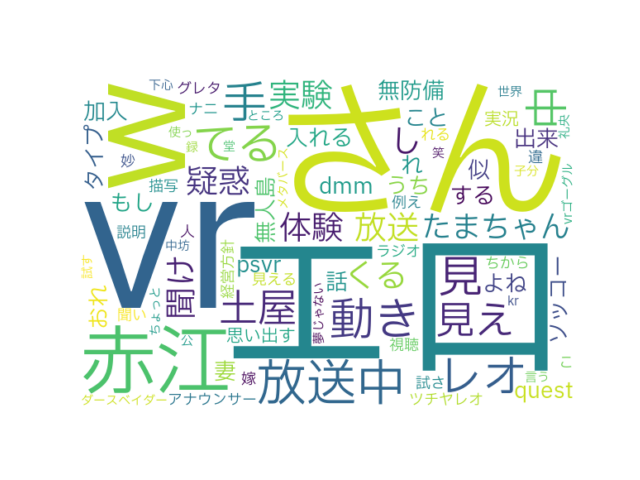 下心
グレタ
世界
加入
ナニ
手
実験
無防備
w
さん
中
ところ
使っ
タイプ
緑
堂
てる
入れる
こと
し
れる
実況
出来
礼央
妙
疑惑
メタバース
笑
違
描写
無人島
dmm
うち
れ
似
子分
もし
例え
する
vrゴーグル
vr
体験
放送
たまちゃん
説明
人
ラジオ
中坊
psvr
話
くる
ちから
エロ
見
よね
聞け
経営方針
見える
ソッコー
おれ
ちょっと
試す
聞い
土屋
夢じゃない
動き
見え
kr
赤江
公
思い出す
視聴
妻
嫁
放送中
試さ
レオ
言う
こ
quest
ダースベイダー
アナウンサー
ツチヤレオ